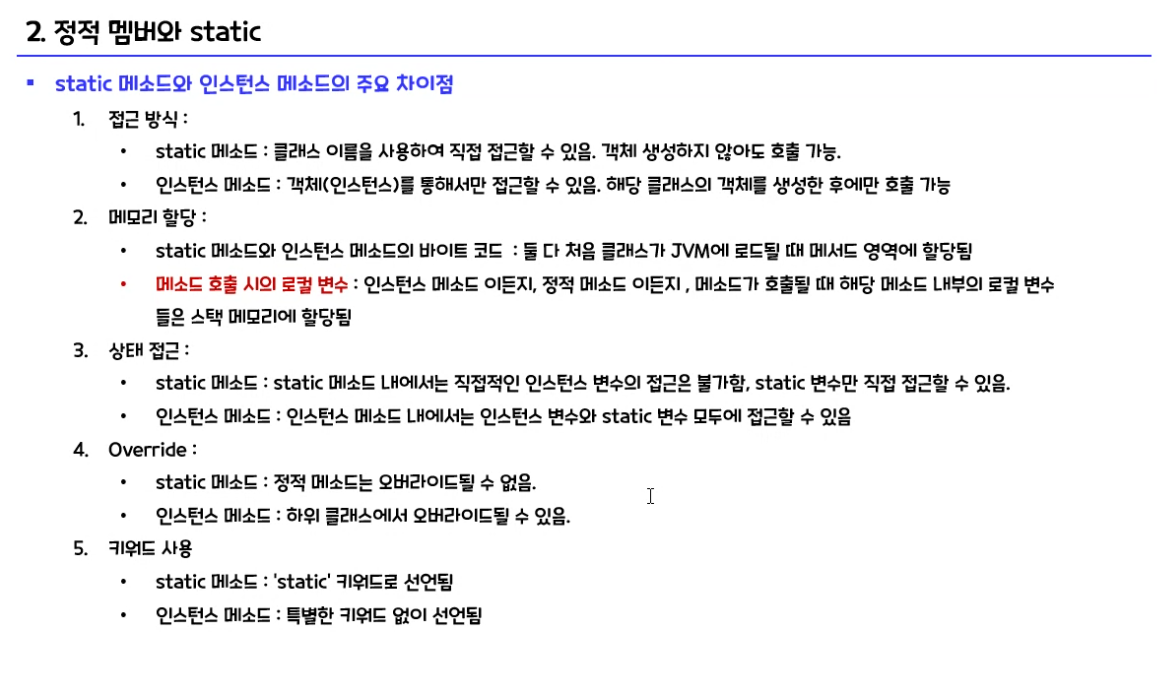 2. 정적 멤버와 static
▪ static 메소드와 인스턴스 메소드의 주요 차이점
1. 접근 방식 :
• static 메소드 : 클래스 이름을 사용하여 직접 접근할 수 있음. 객체 생성하지 않아도 호출 가능.
• 인스턴스 메소드 : 객체(인스턴스)를 통해서만 접근할 수 있음. 해당 클래스의 객체를 생성한 후에만 호출 가능
2. 메모리 할당 :
• static 메소드와 인스턴스 메소드의 바이트 코드 : 둘 다 처음 클래스가 JVM에 로드될 때 메서드 영역에 할당됨
• 메소드 호출 시의 로컬 변수 : 인스턴스 메소드 이든지, 정적 메소드 이든지 , 메소드가 호출될 때 해당 메소드 내부의 로컬 변수
들은 스택 메모리에 할당됨
3. 상태 접근 :
• static 메소드 : static 메소드 내에서는 직접적인 인스턴스 변수의 접근은 불가함, static 변수만 직접 접근할 수 있음.
• 인스턴스 메소드 : 인스턴스 메소드 내에서는 인스턴스 변수와 static 변수 모두에 접근할 수 있음
4. Override :
• static 메소드 : 정적 메소드는 오버라이드될 수 없음.
• 인스턴스 메소드 : 하위 클래스에서 오버라이드될 수 있음.
5. 키워드 사용
• static 메소드 : 'static' 키워드로 선언됨
• 인스턴스 메소드 : 특별한 키워드 없이 선언됨